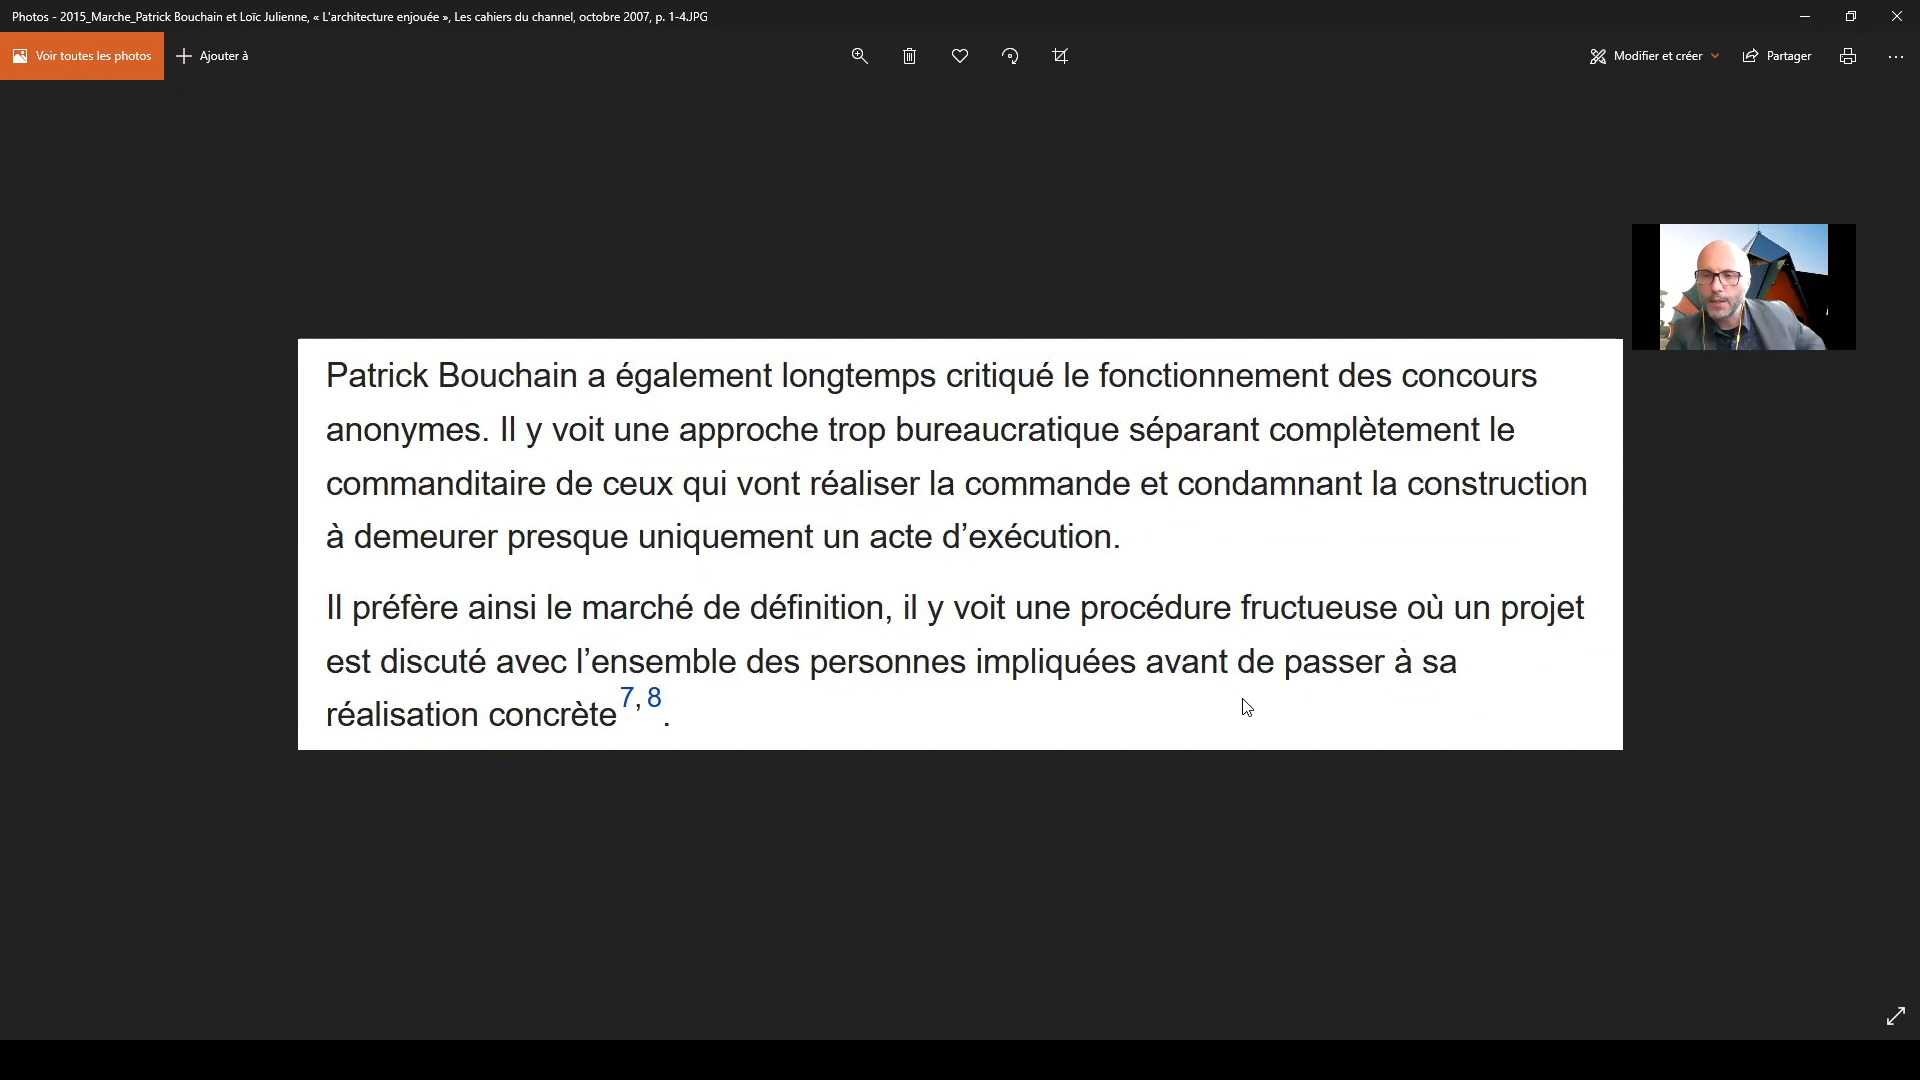 Photos - 2015_Marche_Patrick Bouchain et Loïc Julienne, « L'architecture enjouée », Les cahiers du channel, octobre 2007, p. 1-4.JPG
Voir toutes les photos
Ajouter à
Modifier et créer
Partager
Patrick Bouchain a également longtemps critiqué le fonctionnement des concours
anonymes. Il y voit une approche trop bureaucratique séparant complètement le
commanditaire de ceux qui vont réaliser la commande et condamnant la construction
à demeurer presque uniquement un acte d’exécution.
Il préfère ainsi le marché de définition, il y voit une procédure fructueuse où un projet
est discuté avec l’ensemble des personnes impliquées avant de passer à sa
réalisation concrète7, 8.